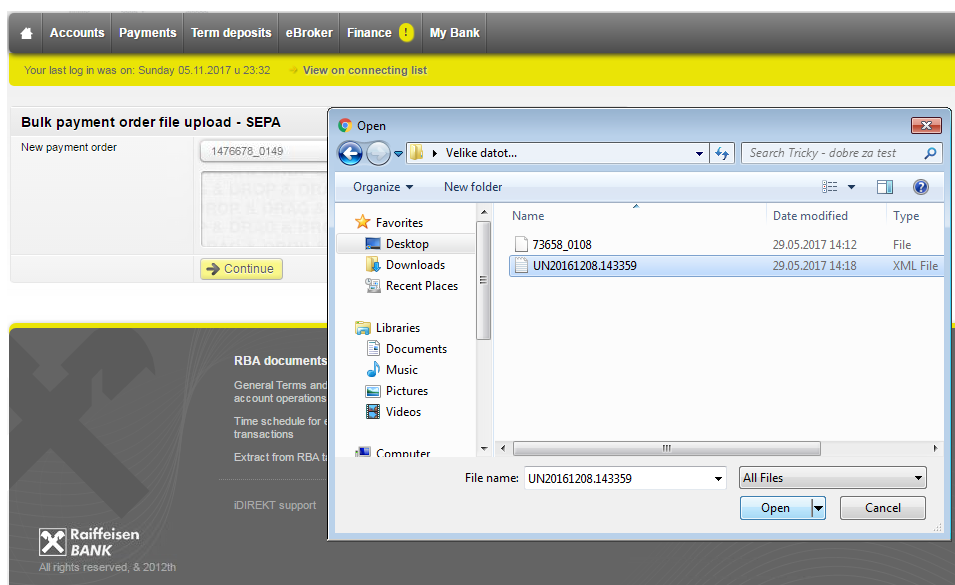 Accounts Payments Term deposits eBroker Finance ! My Bank
Your last log in was on: Sunday 05.11.2017 u 23:32 View on connecting list
Bulk payment order file upload - SEPA
New payment order
1476678_0149
Continue
Open
Velike datot...
Search Tricky - dobre za test
Organize
New folder
Favorites
Desktop
Downloads
Recent Places
Libraries
Documents
Music
Pictures
Videos
Computer
Name Date modified Type
73658_0108 29.05.2017 14:12 File
UN20161208.143359 29.05.2017 14:18 XML File
File name: UN20161208.143359 All Files
Open Cancel
RBA documents
General Terms and
account operations
Time schedule for e
transactions
Extract from RBA ta
iDIREKT support
Raiffeisen
BANK
All rights reserved, & 2012th